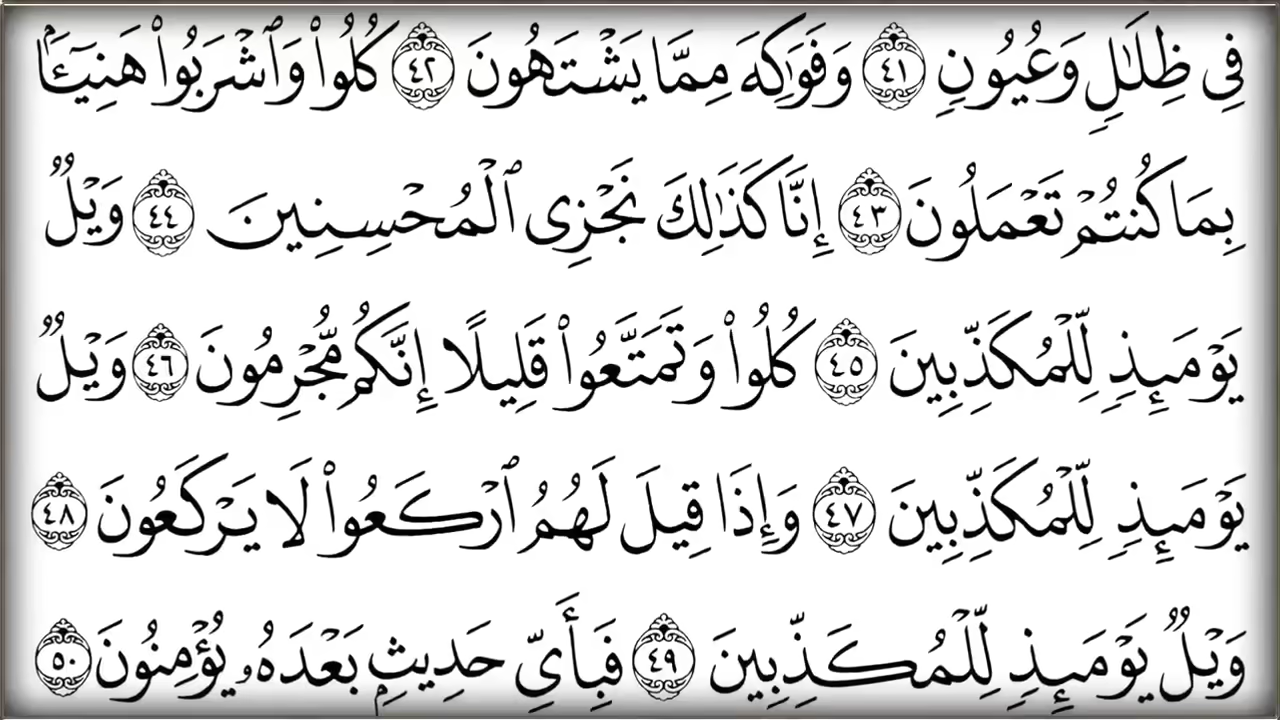 فِي ظِلَٰلٖ وَعُيُونٖ ٤١ وَفَوَٰكِهَ مِمَّا يَشۡتَهُونَ ٤٢ كُلُواْ وَٱشۡرَبُواْ هَنِيٓـَٔۢا
بِمَا كُنتُمۡ تَعۡمَلُونَ ٤٣ إِنَّا كَذَٰلِكَ نَجۡزِي ٱلۡمُحۡسِنِينَ ٤٤ وَيۡلٞ
يَوۡمَئِذٖ لِّلۡمُكَذِّبِينَ ٤٥ كُلُواْ وَتَمَتَّعُواْ قَلِيلًا إِنَّكُم مُّجۡرِمُونَ ٤٦ وَيۡلٞ
يَوۡمَئِذٖ لِّلۡمُكَذِّبِينَ ٤٧ وَإِذَا قِيلَ لَهُمُ ٱرۡكَعُواْ لَا يَرۡكَعُونَ ٤٨
وَيۡلٞ يَوۡمَئِذٖ لِّلۡمُكَذِّبِينَ ٤٩ فَبِأَيِّ حَدِيثِۭ بَعۡدَهُۥ يُؤۡمِنُونَ ٥٠